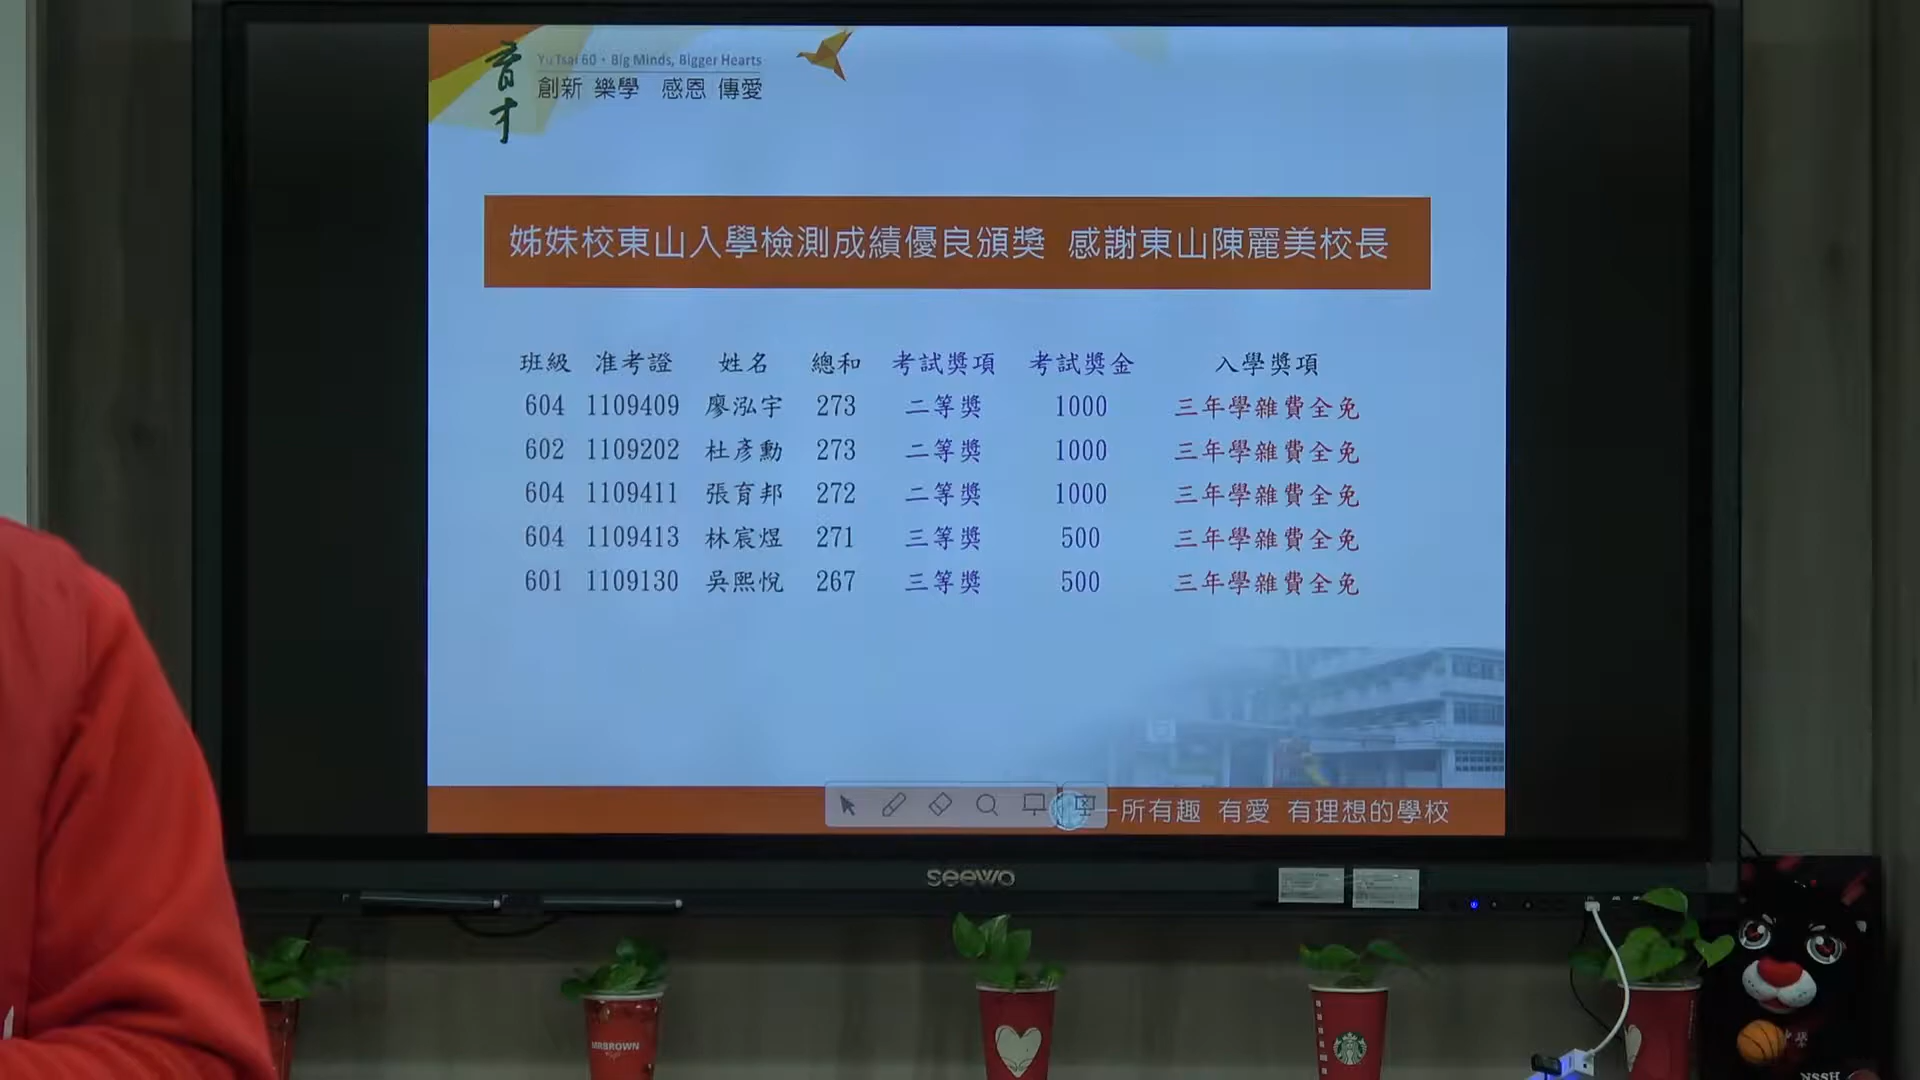 育才
Yu Tsai 60・Big Minds, Bigger Hearts
創新 樂學 感恩 傳愛
姊妹校東山入學檢測成績優良頒獎 感謝東山陳麗美校長
班級 准考證 姓名 總和 考試獎項 考試獎金 入學獎項
604 1109409 廖泓宇 273 二等獎 1000 三年學雜費全免
602 1109202 杜彥勳 273 二等獎 1000 三年學雜費全免
604 1109411 張育邦 272 二等獎 1000 三年學雜費全免
604 1109413 林宸煜 271 三等獎 500 三年學雜費全免
601 1109130 吳熙悅 267 三等獎 500 三年學雜費全免
一所有趣 有愛 有理想的學校
seewo
MRBROWN
NSSH